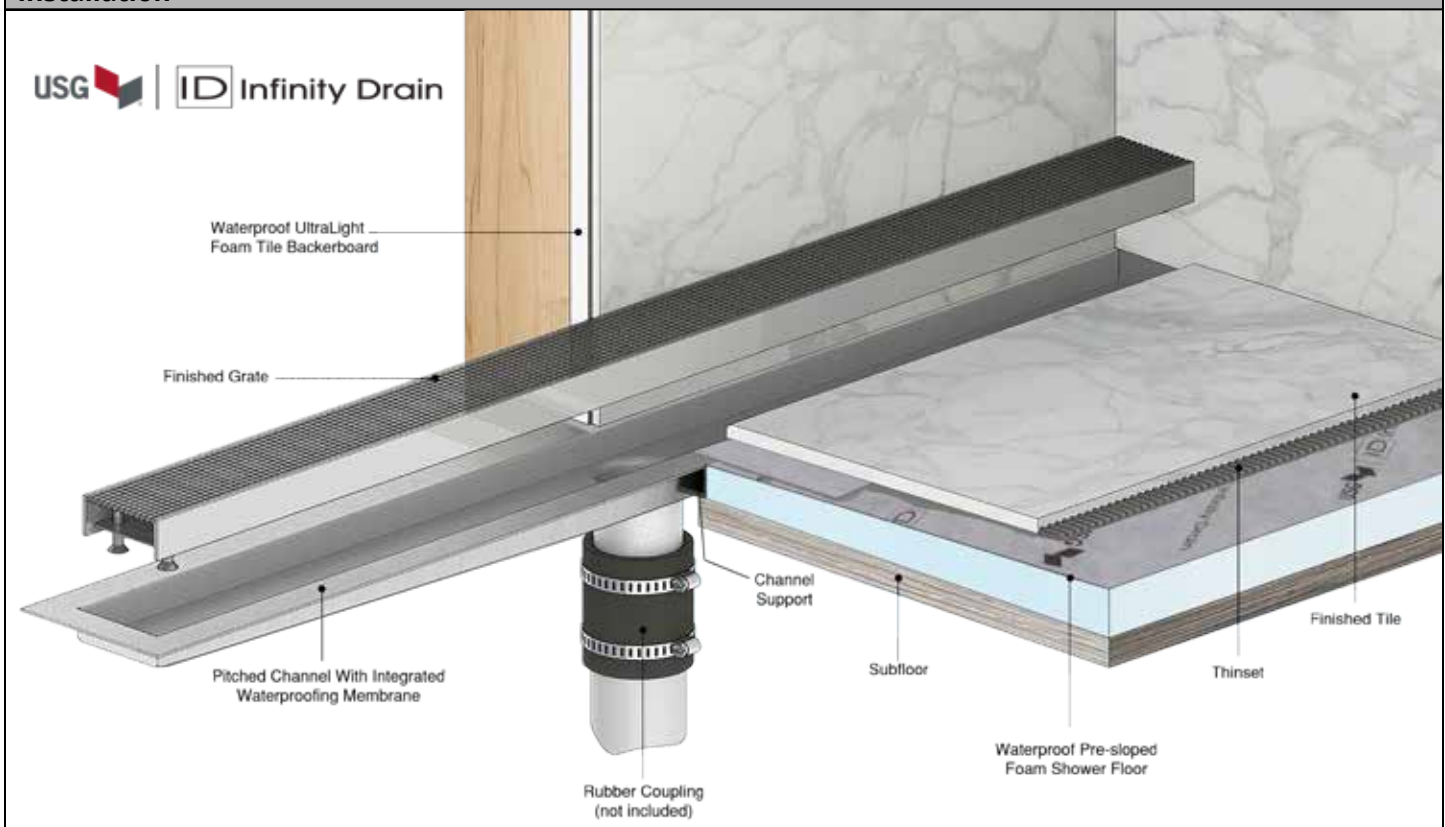 Installation
USG
ID Infinity Drain
Waterproof UltraLight
Foam Tile Backerboard
Finished Grate
Channel
Support
Finished Tile
Pitched Channel With Integrated
Waterproofing Membrane
Subfloor
Thinset
Waterproof Pre-sloped
Foam Shower Floor
Rubber Coupling
(not included)